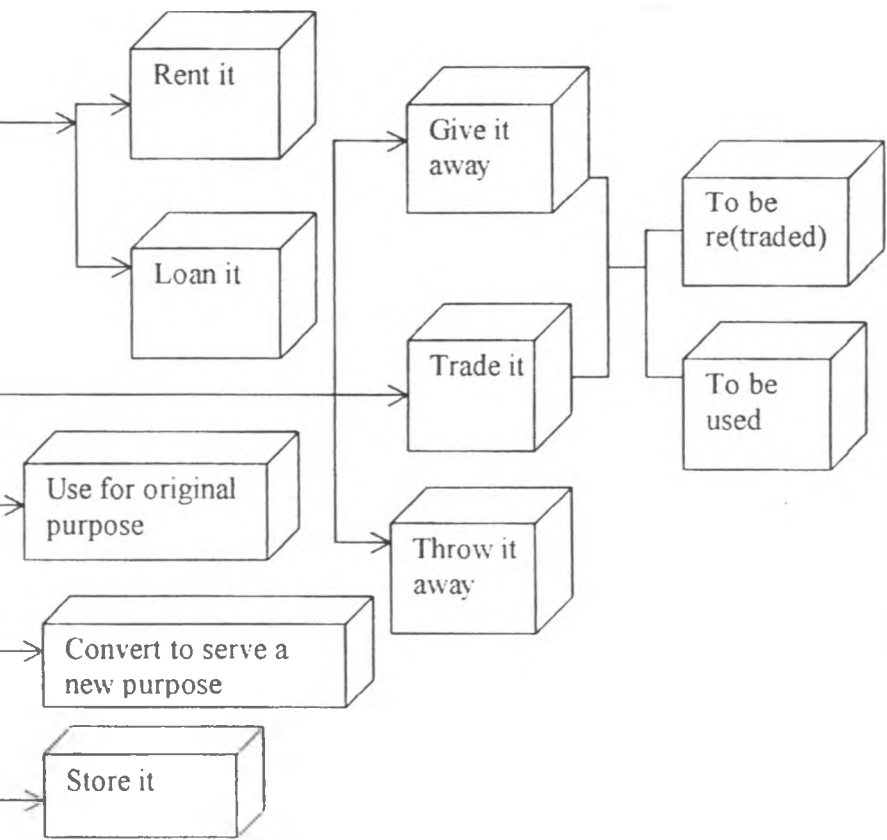 Rent it
Loan it
Give it
away
Trade it
Throw it
away
To be
re(traded)
To be
used
Use for original
purpose
Convert to serve a
new purpose
Store it